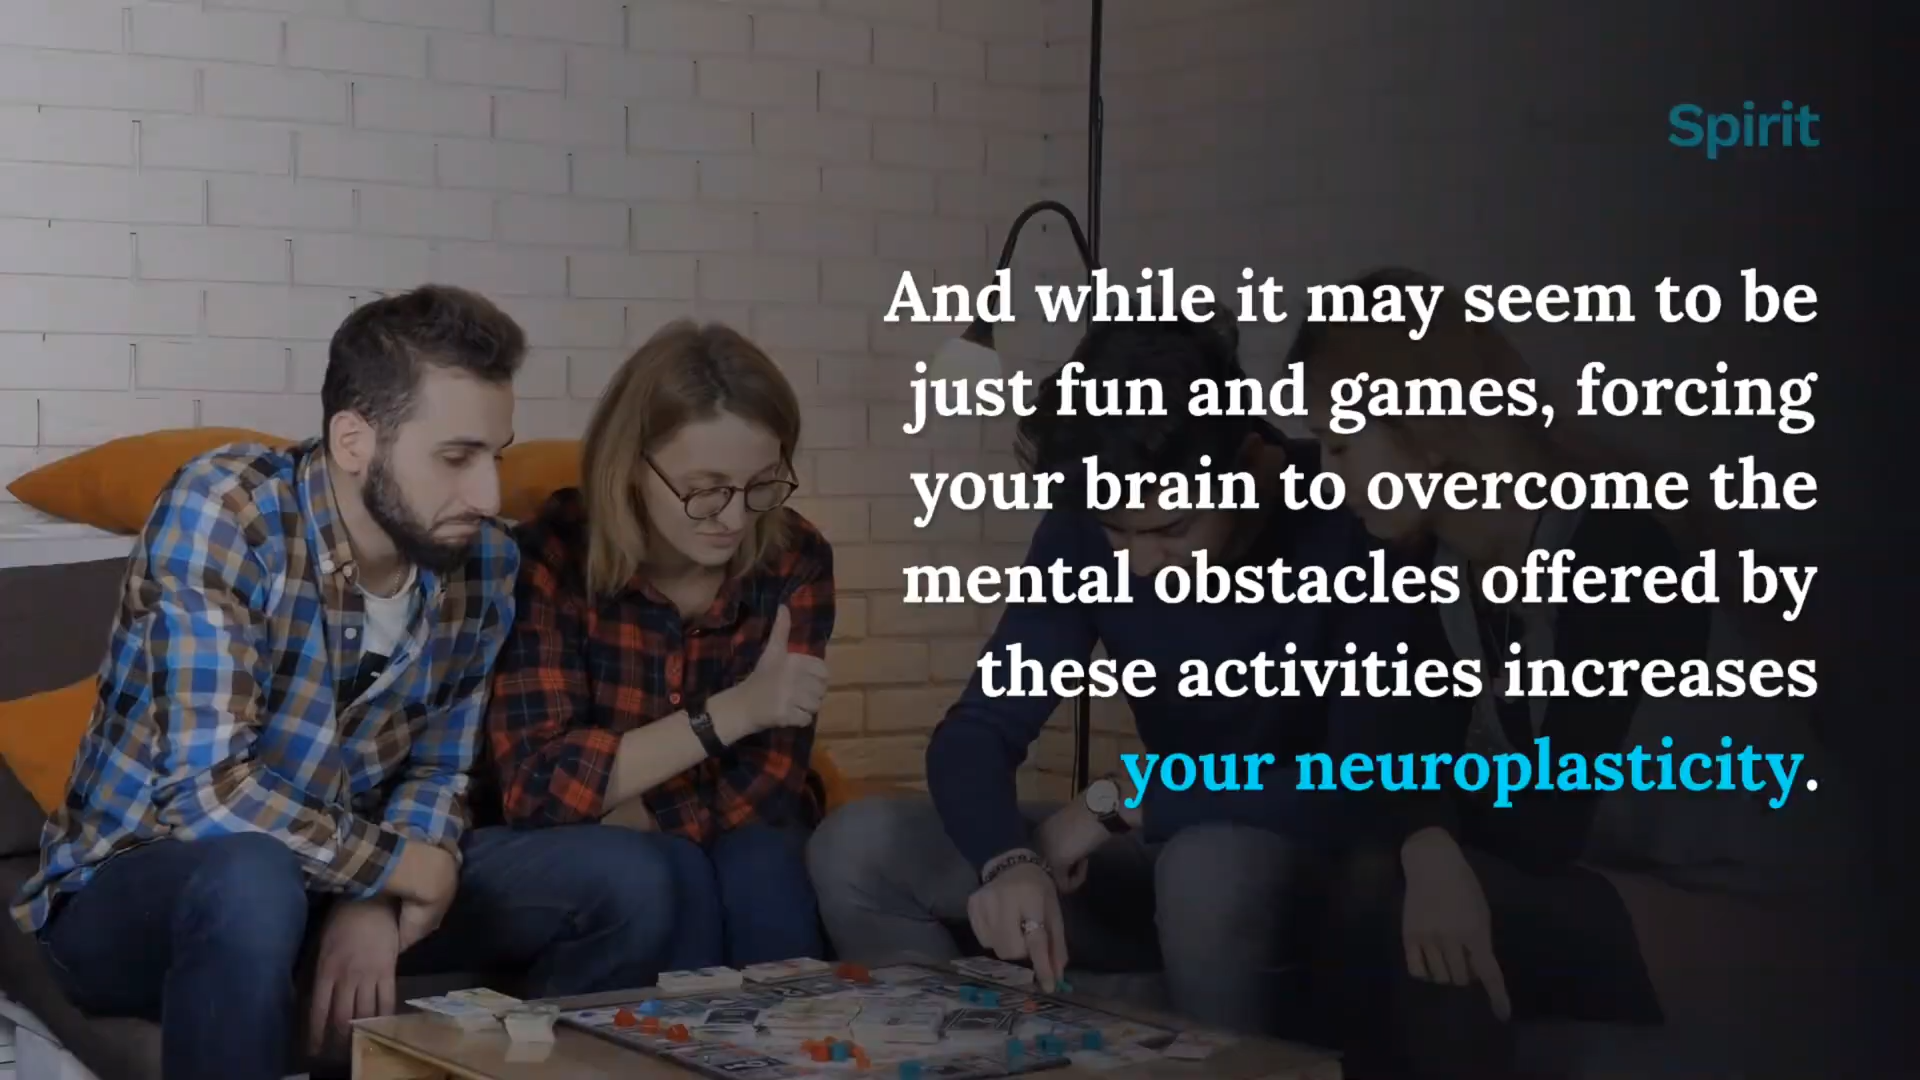 Spirit
And while it may seem to be
just fun and games, forcing
your brain to overcome the
mental obstacles offered by
these activities increases
your neuroplasticity.